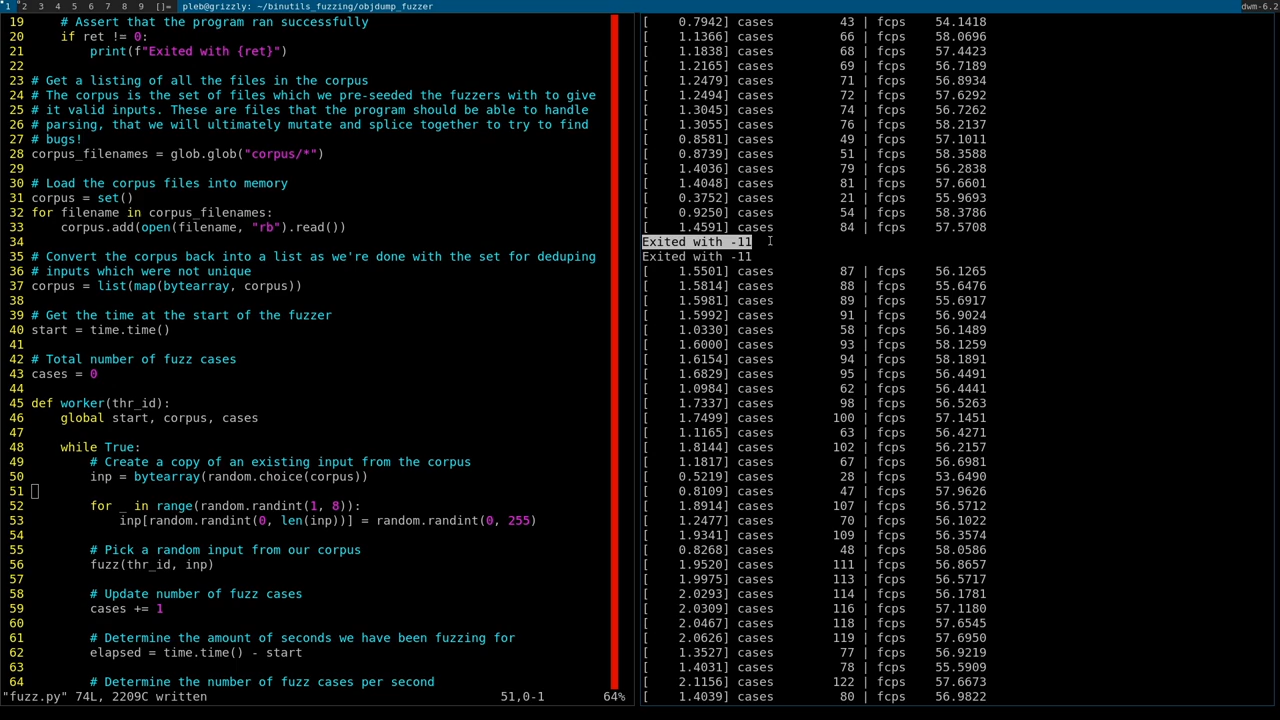 1 2 3 4 5 6 7 8 9 []= pleb@grizzly: ~/binutils_fuzzing/objdump_fuzzer dwm-6.2
19     # Assert that the program ran successfully
20     if ret != 0:
21         print(f"Exited with {ret}")
22
23 # Get a listing of all the files in the corpus
24 # The corpus is the set of files which we pre-seeded the fuzzers with to give
25 # it valid inputs. These are files that the program should be able to handle
26 # parsing, that we will ultimately mutate and splice together to try to find
27 # bugs!
28 corpus_filenames = glob.glob("corpus/*")
29
30 # Load the corpus files into memory
31 corpus = set()
32 for filename in corpus_filenames:
33     corpus.add(open(filename, "rb").read())
34
35 # Convert the corpus back into a list as we're done with the set for deduping
36 # inputs which were not unique
37 corpus = list(map(bytearray, corpus))
38
39 # Get the time at the start of the fuzzer
40 start = time.time()
41
42 # Total number of fuzz cases
43 cases = 0
44
45 def worker(thr_id):
46     global start, corpus, cases
47
48     while True:
49         # Create a copy of an existing input from the corpus
50         inp = bytearray(random.choice(corpus))
51
52         for _ in range(random.randint(1, 8)):
53             inp[random.randint(0, len(inp))] = random.randint(0, 255)
54
55         # Pick a random input from our corpus
56         fuzz(thr_id, inp)
57
58         # Update number of fuzz cases
59         cases += 1
60
61         # Determine the amount of seconds we have been fuzzing for
62         elapsed = time.time() - start
63
64         # Determine the number of fuzz cases per second
"fuzz.py" 74L, 2209C written 51,0-1 64%
[    0.7942] cases         43 | fcps    54.1418
[    1.1366] cases         66 | fcps    58.0696
[    1.1838] cases         68 | fcps    57.4423
[    1.2165] cases         69 | fcps    56.7189
[    1.2479] cases         71 | fcps    56.8934
[    1.2494] cases         72 | fcps    57.6292
[    1.3045] cases         74 | fcps    56.7262
[    1.3055] cases         76 | fcps    58.2137
[    0.8581] cases         49 | fcps    57.1011
[    0.8739] cases         51 | fcps    58.3588
[    1.4036] cases         79 | fcps    56.2838
[    1.4048] cases         81 | fcps    57.6601
[    0.3752] cases         21 | fcps    55.9693
[    0.9250] cases         54 | fcps    58.3786
[    1.4591] cases         84 | fcps    57.5708
Exited with -11
Exited with -11
[    1.5501] cases         87 | fcps    56.1265
[    1.5814] cases         88 | fcps    55.6476
[    1.5981] cases         89 | fcps    55.6917
[    1.5992] cases         91 | fcps    56.9024
[    1.0330] cases         58 | fcps    56.1489
[    1.6000] cases         93 | fcps    58.1259
[    1.6154] cases         94 | fcps    58.1891
[    1.6829] cases         95 | fcps    56.4491
[    1.0984] cases         62 | fcps    56.4441
[    1.7337] cases         98 | fcps    56.5263
[    1.7499] cases        100 | fcps    57.1451
[    1.1165] cases         63 | fcps    56.4271
[    1.8144] cases        102 | fcps    56.2157
[    1.1817] cases         67 | fcps    56.6981
[    0.5219] cases         28 | fcps    53.6490
[    0.8109] cases         47 | fcps    57.9626
[    1.8914] cases        107 | fcps    56.5712
[    1.2477] cases         70 | fcps    56.1022
[    1.9341] cases        109 | fcps    56.3574
[    0.8268] cases         48 | fcps    58.0586
[    1.9520] cases        111 | fcps    56.8657
[    1.9975] cases        113 | fcps    56.5717
[    2.0293] cases        114 | fcps    56.1781
[    2.0309] cases        116 | fcps    57.1180
[    2.0467] cases        118 | fcps    57.6545
[    2.0626] cases        119 | fcps    57.6950
[    1.3527] cases         77 | fcps    56.9219
[    1.4031] cases         78 | fcps    55.5909
[    2.1156] cases        122 | fcps    57.6673
[    1.4039] cases         80 | fcps    56.9822